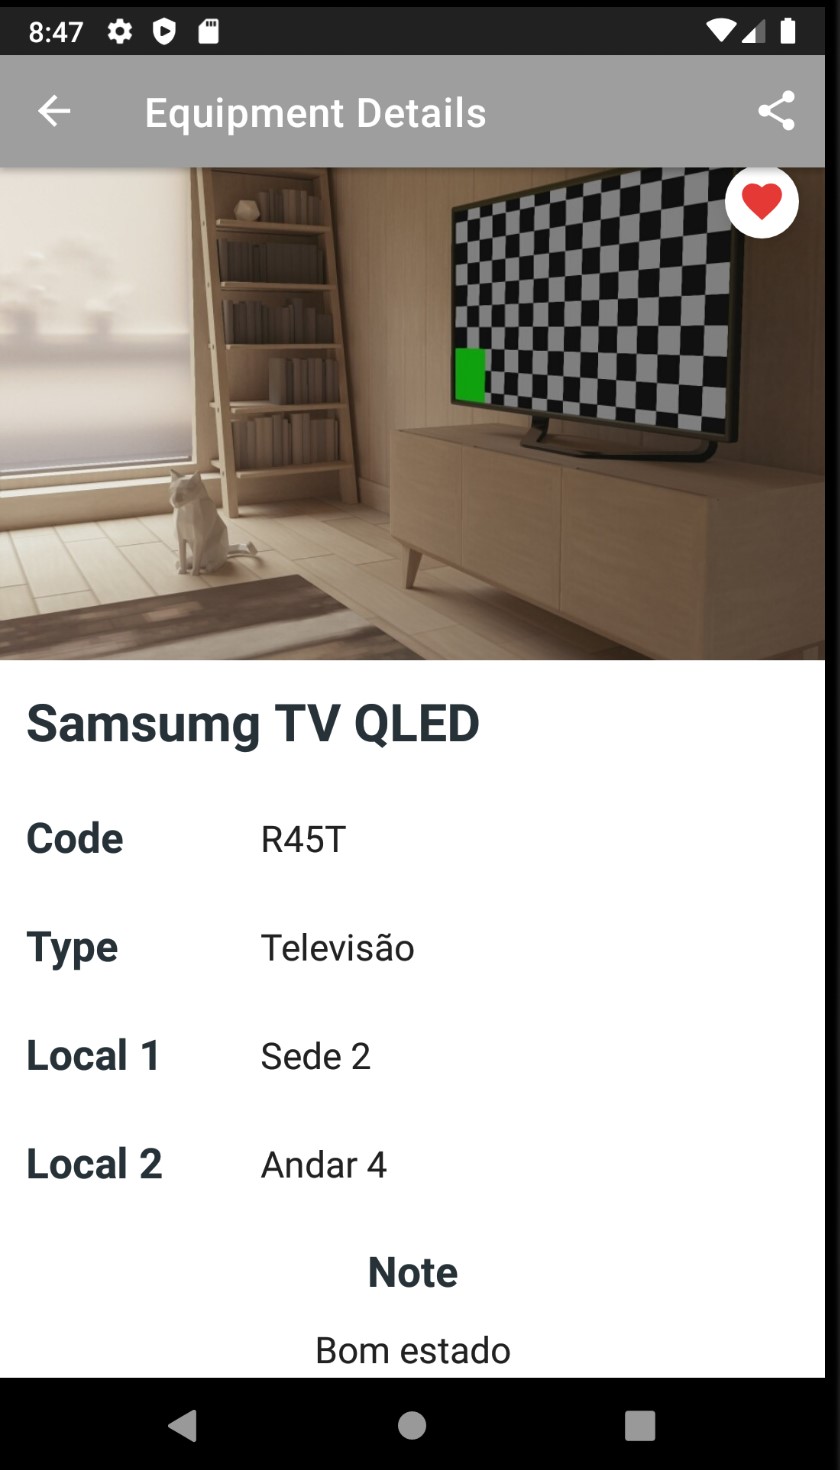 8:47
Equipment Details
Samsumg TV QLED
Code R45T
Type Televisão
Local 1 Sede 2
Local 2 Andar 4
Note
Bom estado